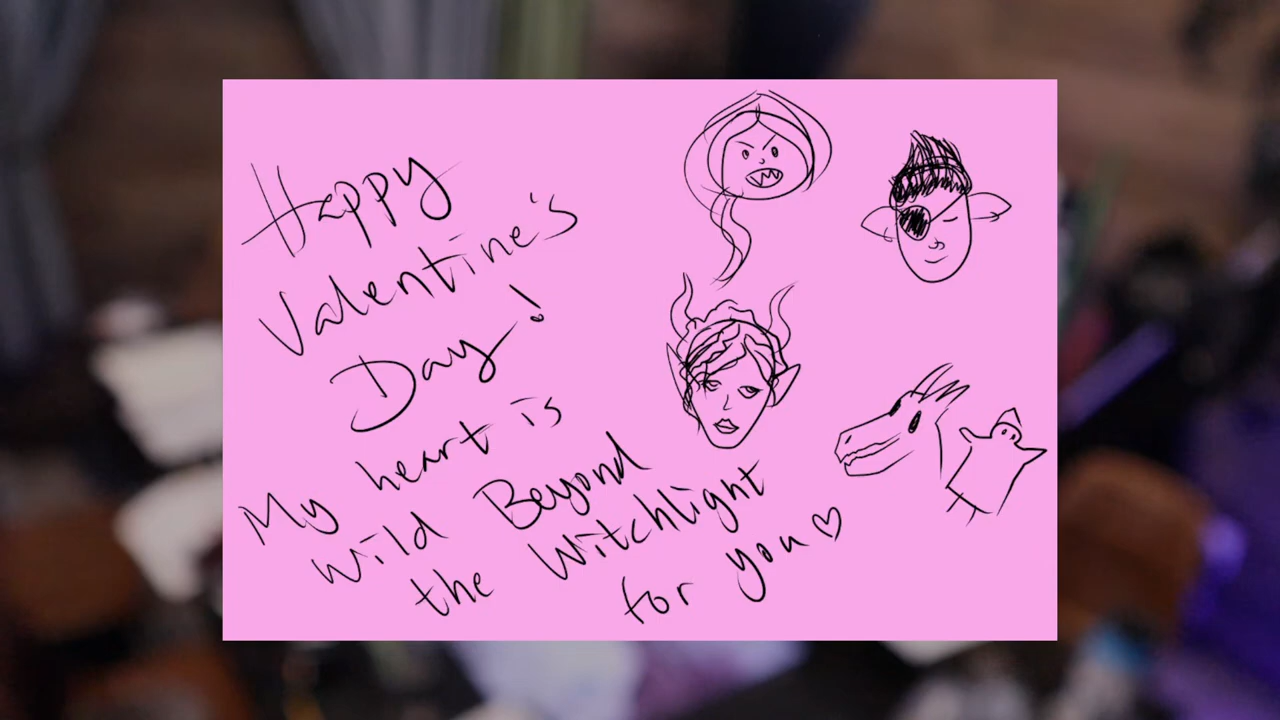 Happy
Valentine's
Day!
My heart is
Wild Beyond
the Witchlight
for you ♡